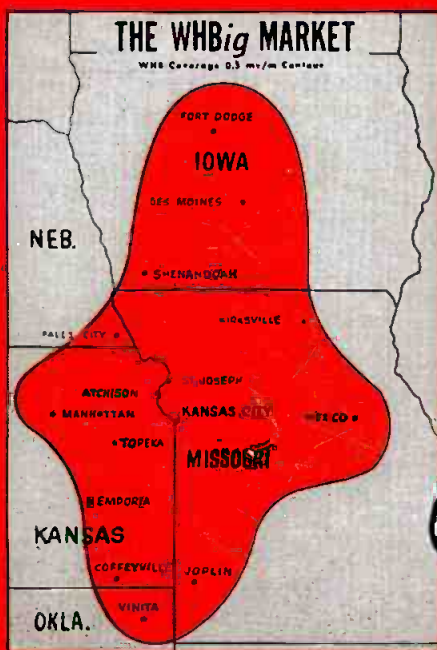 THE WHBig MARKET
WHB Coverage 0.5 mv/m Contour
FORT DODGE
IOWA
DES MOINES
NEB.
SHENANDOAH
KIRKSVILLE
FALLS CITY
ST. JOSEPH
ATCHISON
MANHATTAN
KANSAS CITY
MEXICO
TOPEKA
MISSOURI
EMPORIA
KANSAS
COFFEYVILLE
JOPLIN
OKLA.
VINITA